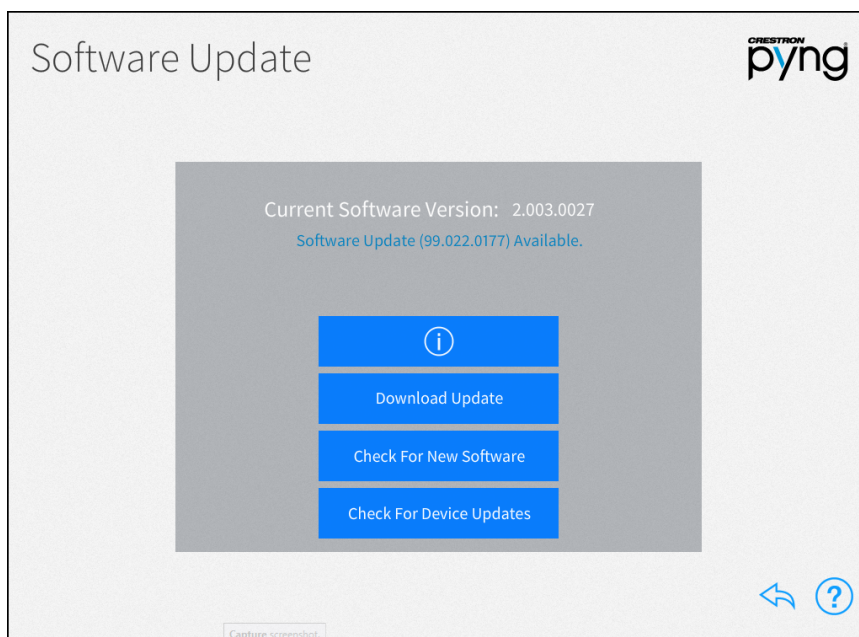 Software Update
CRESTRON
pyng
Current Software Version: 2.003.0027
Software Update (99.022.0177) Available.
i
Download Update
Check For New Software
Check For Device Updates
?
Capture screenshot.